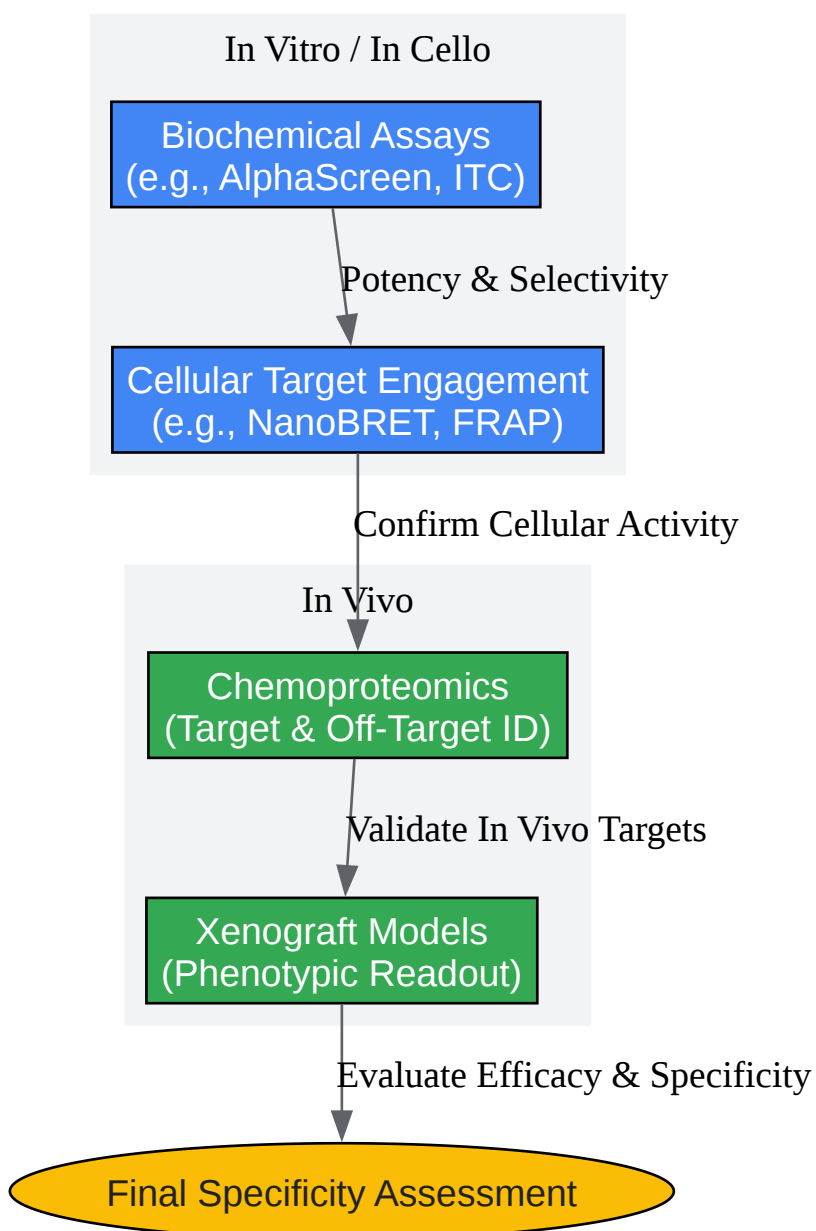 In Vitro / In Cello
Biochemical Assays
(e.g., AlphaScreen, ITC)
Potency & Selectivity
Cellular Target Engagement
(e.g., NanoBRET, FRAP)
Confirm Cellular Activity
In Vivo
Chemoproteomics
(Target & Off-Target ID)
Validate In Vivo Targets
Xenograft Models
(Phenotypic Readout)
Evaluate Efficacy & Specificity
Final Specificity Assessment